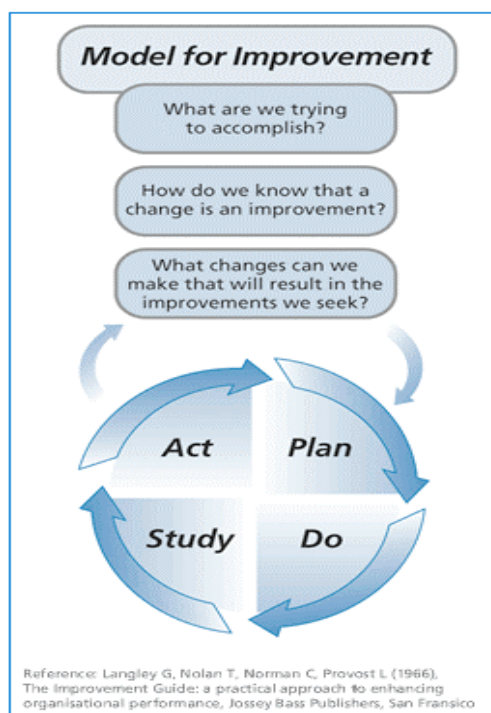 Model for Improvement
What are we trying
to accomplish?
How do we know that a
change is an improvement?
What changes can we
make that will result in the
improvements we seek?
Act
Plan
Study
Do
Reference: Langley G, Nolan T, Norman C, Provost L (1966),
The Improvement Guide: a practical approach to enhancing
organisational performance, Jossey Bass Publishers, San Fransico